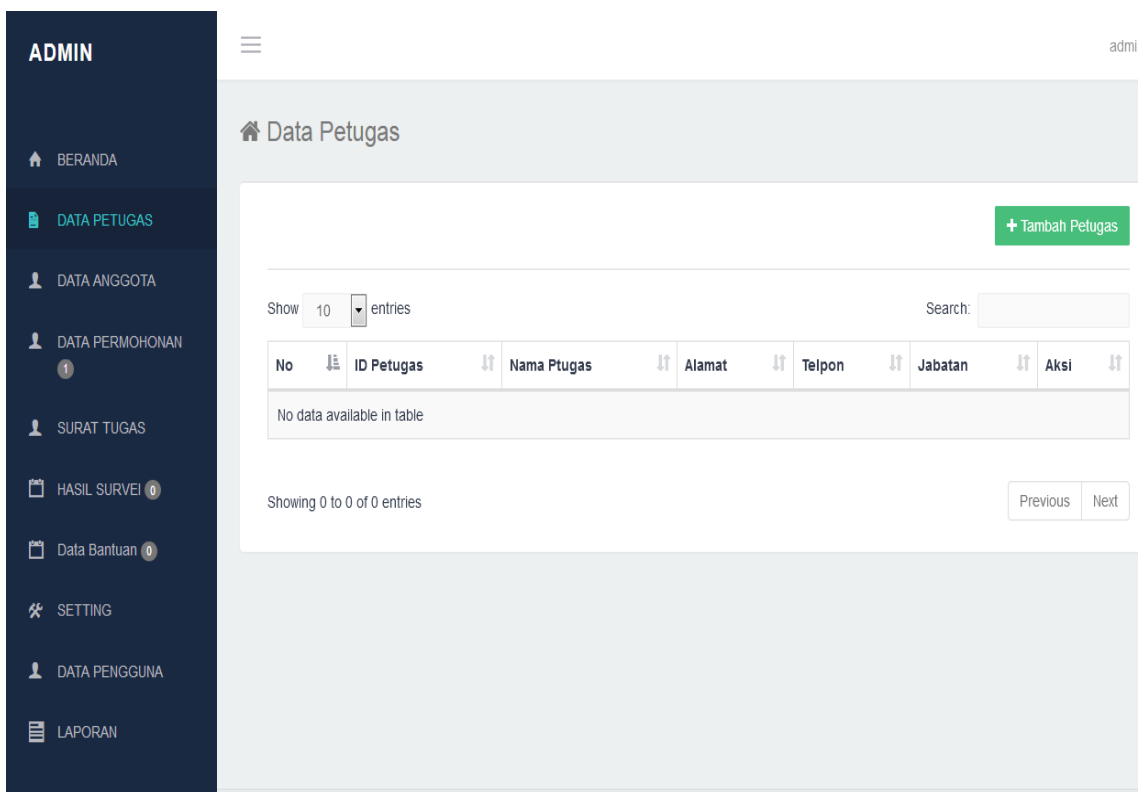 ADMIN
admi
BERANDA
DATA PETUGAS
DATA ANGGOTA
DATA PERMOHONAN
1
SURAT TUGAS
HASIL SURVEI 0
Data Bantuan 0
SETTING
DATA PENGGUNA
LAPORAN
Data Petugas
+ Tambah Petugas
Show 10 entries Search:
No ID Petugas Nama Ptugas Alamat Telpon Jabatan Aksi
No data available in table
Showing 0 to 0 of 0 entries Previous Next